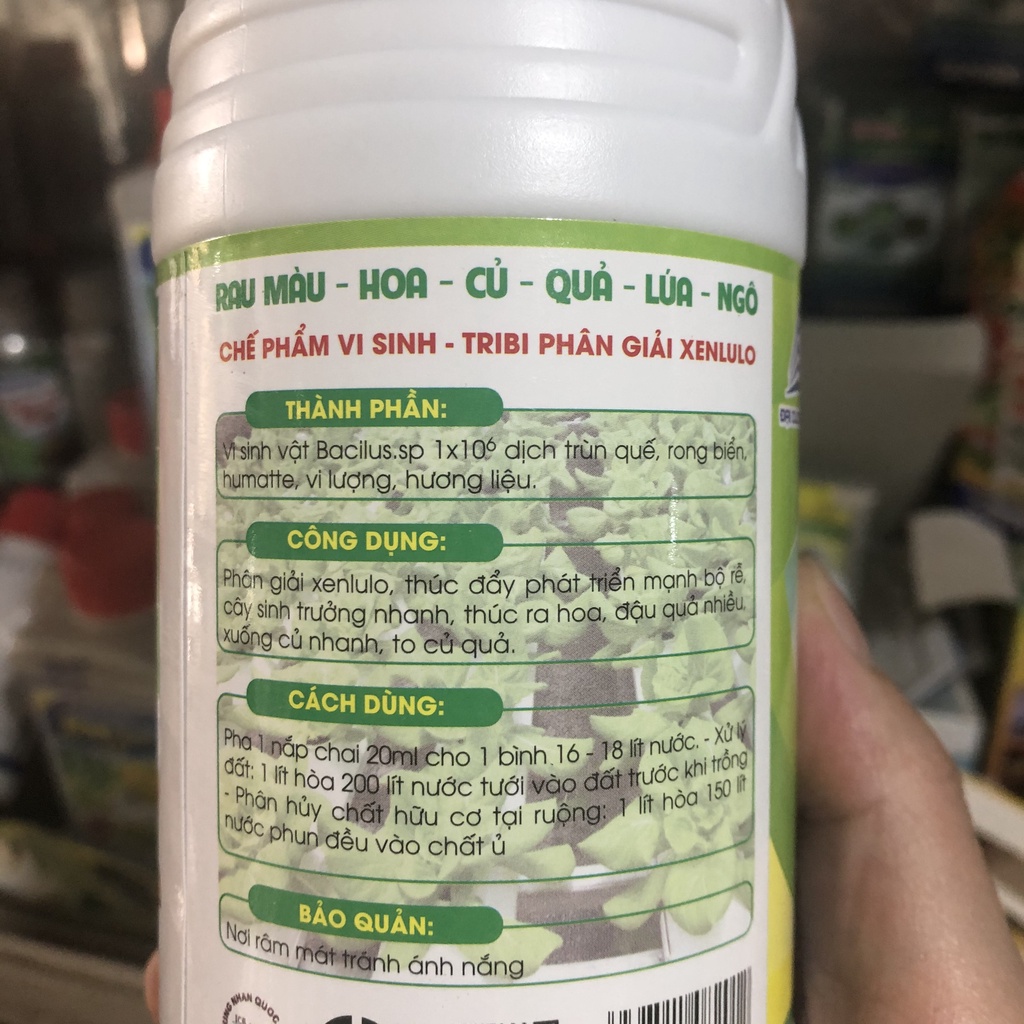 RAU MÀU - HOA - CỦ - QUẢ - LÚA - NGÔ
CHẾ PHẨM VI SINH - TRIBI PHÂN GIẢI XENLULO
THÀNH PHẦN:
Vi sinh vật Bacilus.sp 1x10⁶ dịch trùn quế, rong biển,
humatte, vi lượng, hương liệu.
CÔNG DỤNG:
Phân giải xenlulo, thúc đẩy phát triển mạnh bộ rễ,
cây sinh trưởng nhanh, thúc ra hoa, đậu quả nhiều,
xuống củ nhanh, to củ quả.
CÁCH DÙNG:
Pha 1 nắp chai 20ml cho 1 bình 16 - 18 lít nước. - Xử lý
đất: 1 lít hòa 200 lít nước tưới vào đất trước khi trồng
- Phân hủy chất hữu cơ tại ruộng: 1 lít hòa 150 lít
nước phun đều vào chất ủ
BẢO QUẢN:
Nơi râm mát tránh ánh nắng